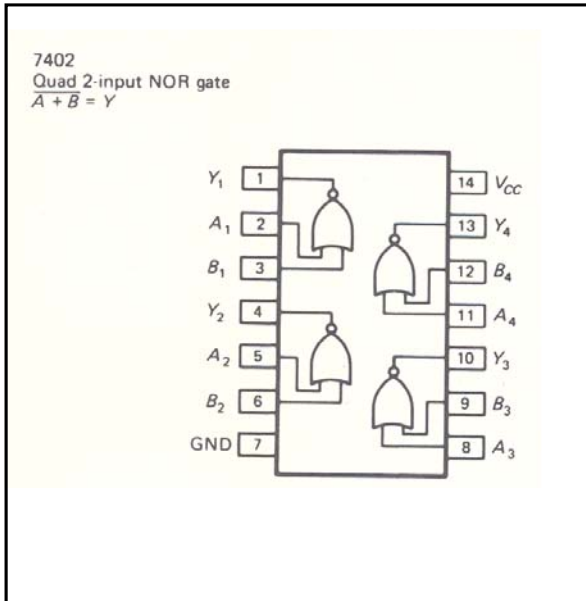 7402
Quad 2-input NOR gate
A + B = Y
Y1 1 14 VCC
A1 2 13 Y4
B1 3 12 B4
Y2 4 11 A4
A2 5 10 Y3
B2 6 9 B3
GND 7 8 A3